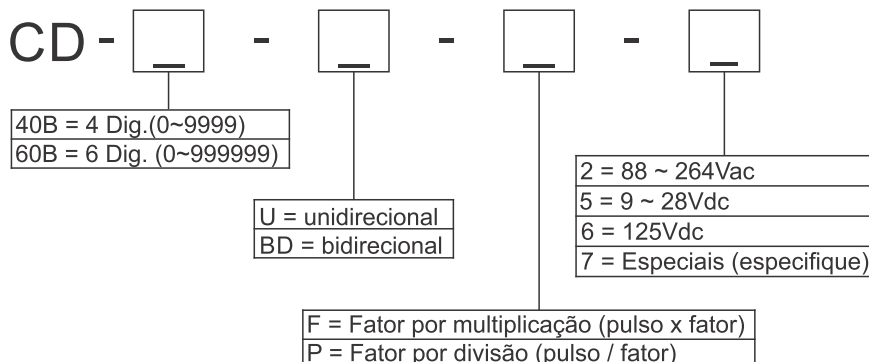 CD - _ - _ - _ - _
40B = 4 Dig.(0~9999)
60B = 6 Dig. (0~999999)
U = unidirecional
BD = bidirecional
2 = 88 ~ 264Vac
5 = 9 ~ 28Vdc
6 = 125Vdc
7 = Especiais (especifique)
F = Fator por multiplicação (pulso x fator)
P = Fator por divisão (pulso / fator)